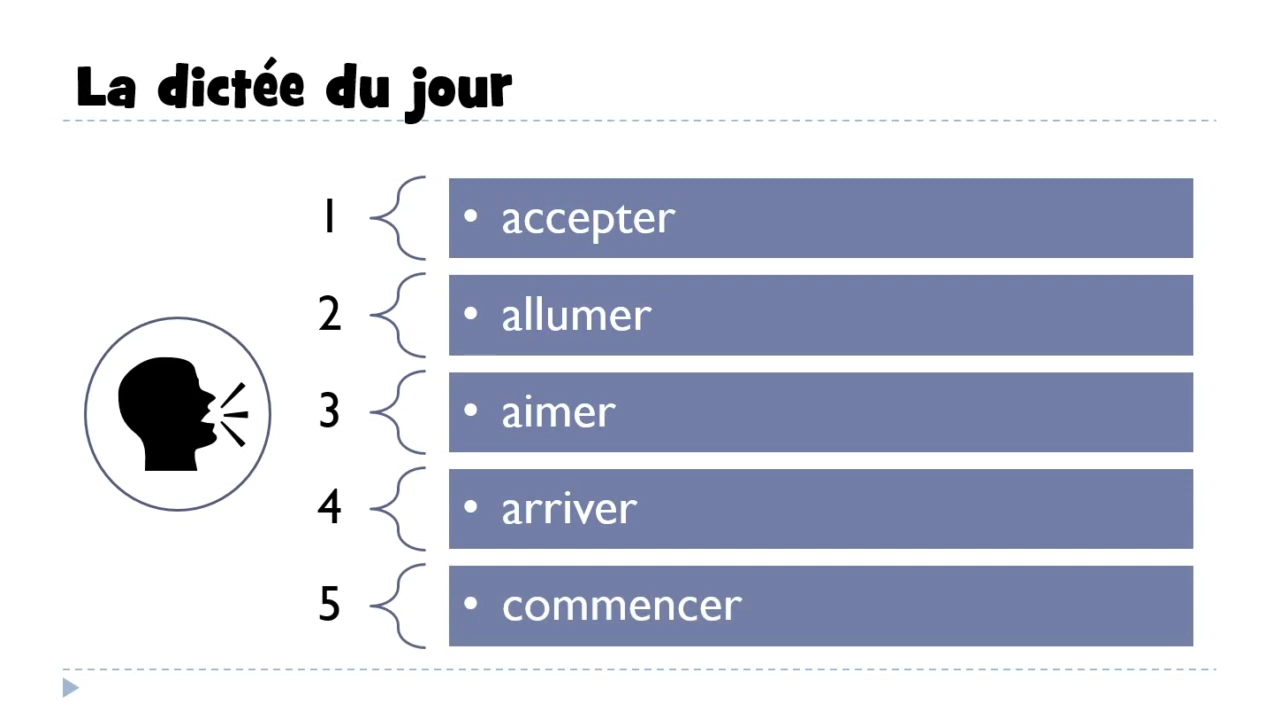 La dictée du jour
1 • accepter
2 • allumer
3 • aimer
4 • arriver
5 • commencer